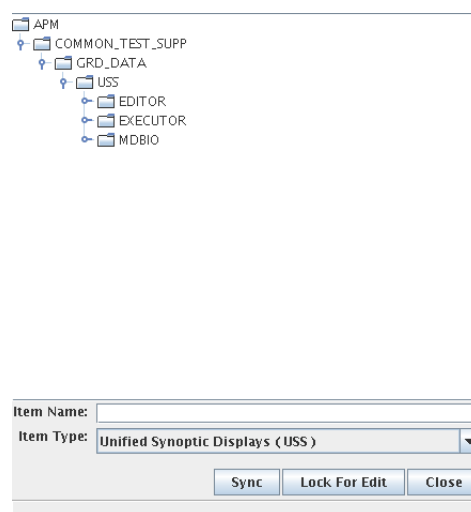 APM
COMMON_TEST_SUPP
GRD_DATA
USS
EDITOR
EXECUTOR
MDBIO
Item Name:
Item Type: Unified Synoptic Displays ( USS )
Sync Lock For Edit Close